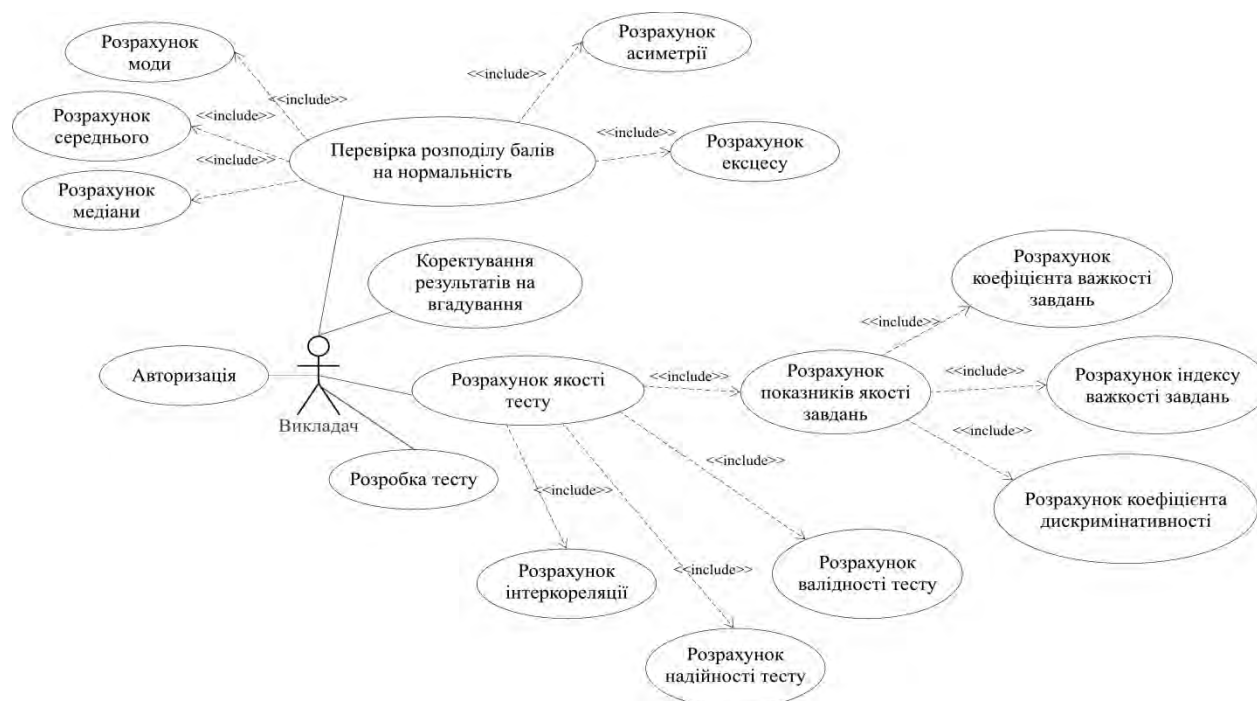 Розрахунок
моди
<<include>>
Розрахунок
асиметрії
<<include>>
Розрахунок
середнього
<<include>>
<<include>>
Розрахунок
медіани
Перевірка розподілу балів
на нормальність
<<include>>
Розрахунок
ексцесу
Коректування
результатів на
вгадування
Авторизація
Викладач
Розробка тесту
Розрахунок якості
тесту
<<include>>
Розрахунок
показників якості
завдань
<<include>>
Розрахунок
коефіцієнта важкості
завдань
<<include>>
Розрахунок індексу
важкості завдань
<<include>>
Розрахунок коефіцієнта
дискримінативності
<<include>>
Розрахунок
інтеркореляції
<<include>>
Розрахунок
надійності тесту
<<include>>
Розрахунок
валідності тесту